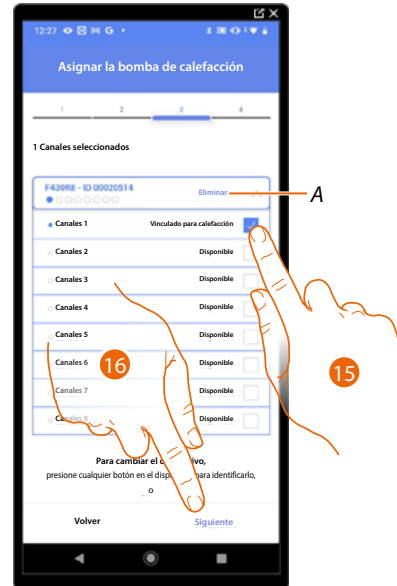 12:27
Asignar la bomba de calefacción
1 2 3 4
1 Canales seleccionados
F430R8 - ID 00020514
Eliminar
A
Canales 1 Vinculado para calefacción
Canales 2 Disponible
Canales 3 Disponible
Canales 4 Disponible
Canales 5 Disponible
Canales 6 Disponible
Canales 7 Disponible
Canales 8 Disponible
16
15
Para cambiar el
presione cualquier botón en el para identificarlo,
o
Volver Siguiente